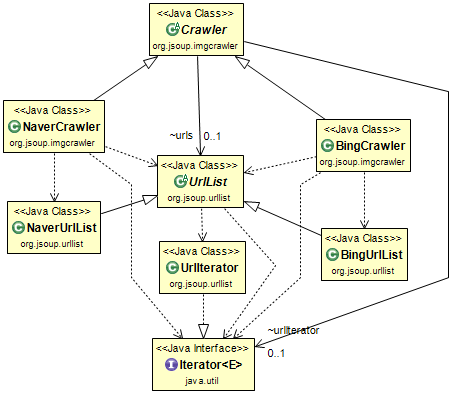 <<Java Class>>
Crawler
org.jsoup.imgcrawler
<<Java Class>>
NaverCrawler
org.jsoup.imgcrawler
<<Java Class>>
BingCrawler
org.jsoup.imgcrawler
~urls
0..1
<<Java Class>>
UrlList
org.jsoup.urllist
<<Java Class>>
NaverUrlList
org.jsoup.urllist
<<Java Class>>
BingUrlList
org.jsoup.urllist
<<Java Class>>
UrlIterator
org.jsoup.urllist
~urlIterator
0..1
<<Java Interface>>
Iterator<E>
java.util